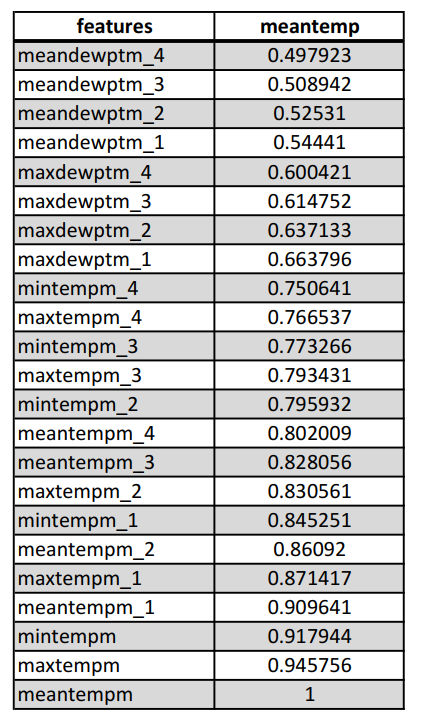 features meantemp
meandewptm_4 0.497923
meandewptm_3 0.508942
meandewptm_2 0.52531
meandewptm_1 0.54441
maxdewptm_4 0.600421
maxdewptm_3 0.614752
maxdewptm_2 0.637133
maxdewptm_1 0.663796
mintempm_4 0.750641
maxtempm_4 0.766537
mintempm_3 0.773266
maxtempm_3 0.793431
mintempm_2 0.795932
meantempm_4 0.802009
meantempm_3 0.828056
maxtempm_2 0.830561
mintempm_1 0.845251
meantempm_2 0.86092
maxtempm_1 0.871417
meantempm_1 0.909641
mintempm 0.917944
maxtempm 0.945756
meantempm 1